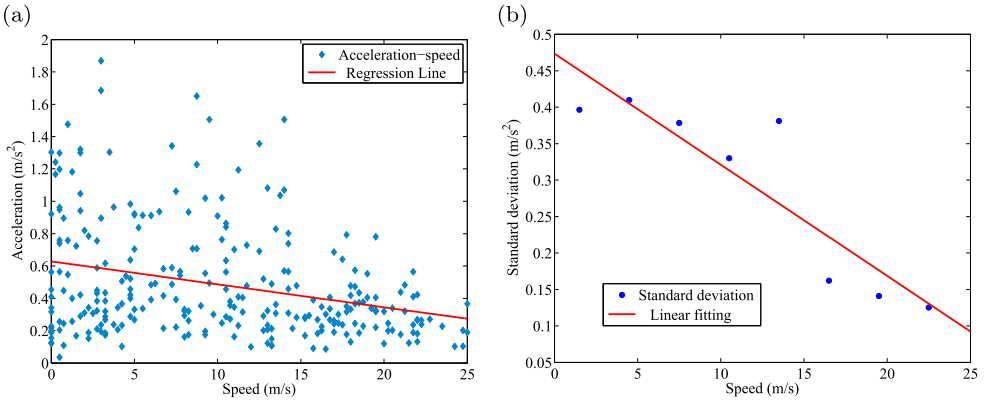 (a)
Acceleration (m/s²)
2
1.8
1.6
1.4
1.2
1
0.8
0.6
0.4
0.2
0
0 5 10 15 20 25
Speed (m/s)
Acceleration−speed
Regression Line
(b)
Standard deviation (m/s²)
0.5
0.45
0.4
0.35
0.3
0.25
0.2
0.15
0.1
0.05
0 5 10 15 20 25
Speed (m/s)
Standard deviation
Linear fitting